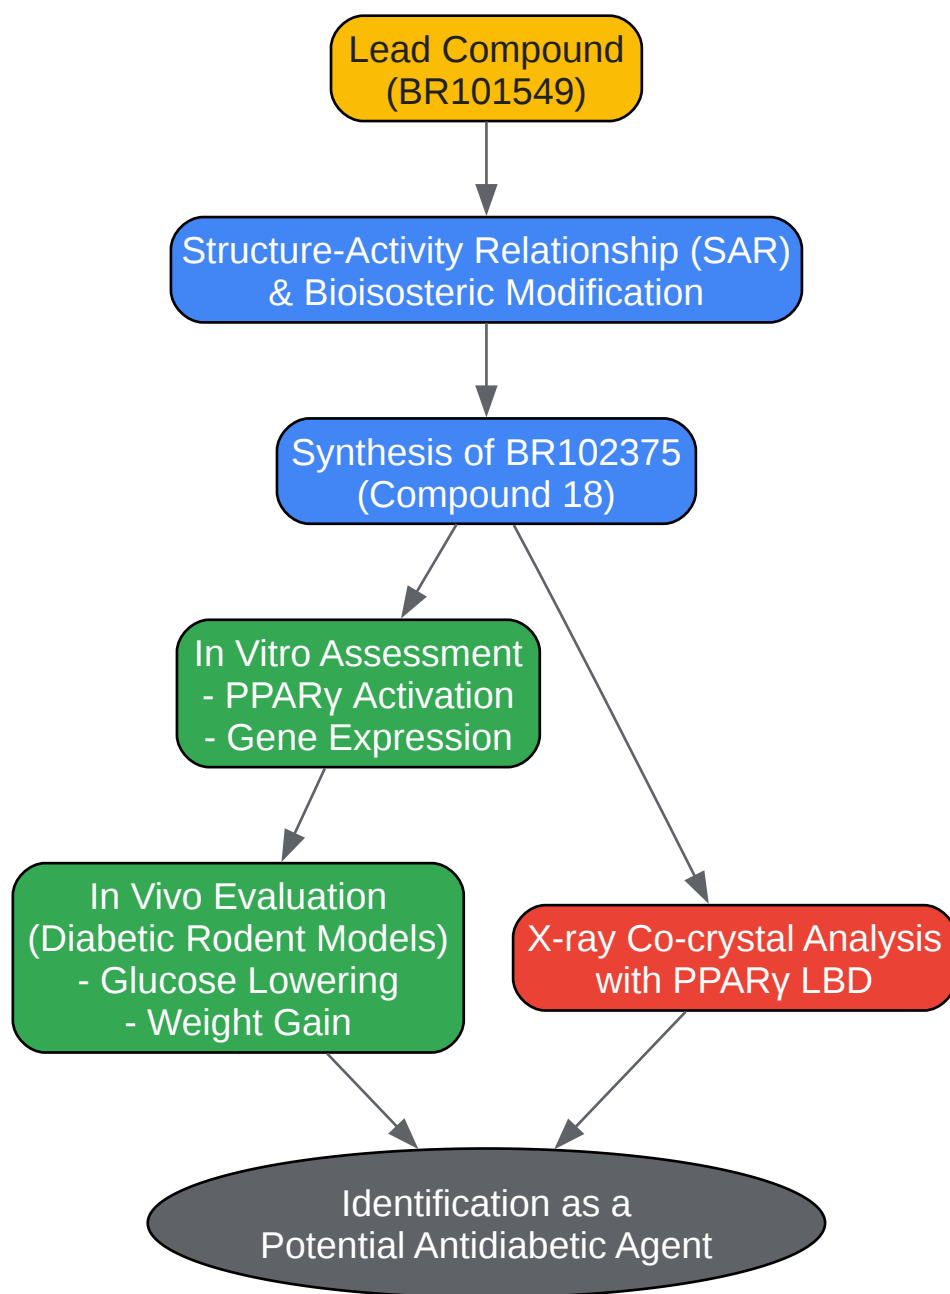 Lead Compound
(BR101549)
Structure-Activity Relationship (SAR)
& Bioisosteric Modification
Synthesis of BR102375
(Compound 18)
In Vitro Assessment
- PPARγ Activation
- Gene Expression
In Vivo Evaluation
(Diabetic Rodent Models)
- Glucose Lowering
- Weight Gain
X-ray Co-crystal Analysis
with PPARγ LBD
Identification as a
Potential Antidiabetic Agent